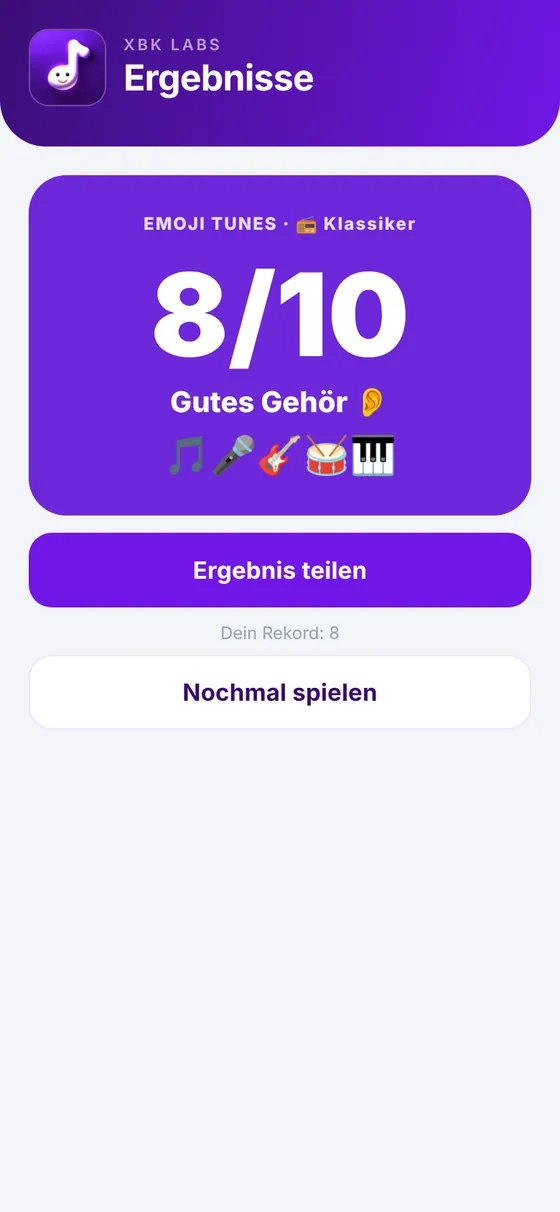 XBK LABS
Ergebnisse
EMOJI TUNES · 📻 Klassiker
8/10
Gutes Gehör 👂
🎵🎤🎸🥁🎹
Ergebnis teilen
Dein Rekord: 8
Nochmal spielen